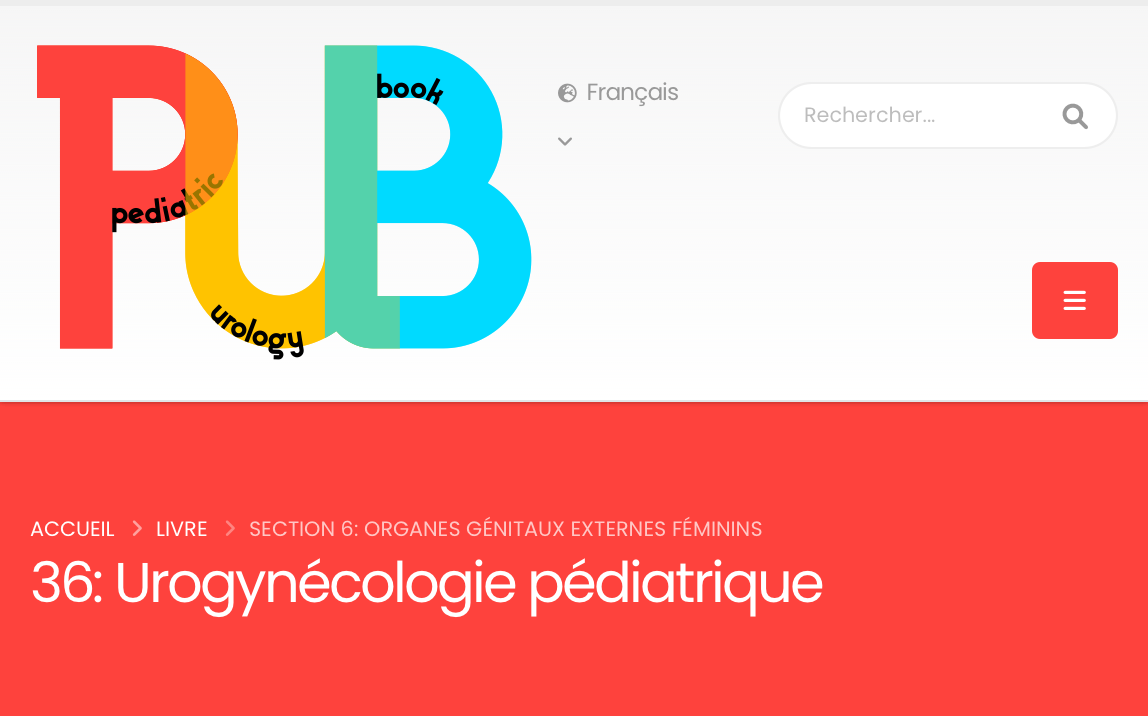 PUB
book
pediatric
urology
Français
Rechercher...
ACCUEIL > LIVRE > SECTION 6: ORGANES GÉNITAUX EXTERNES FÉMININS
36: Urogynécologie pédiatrique